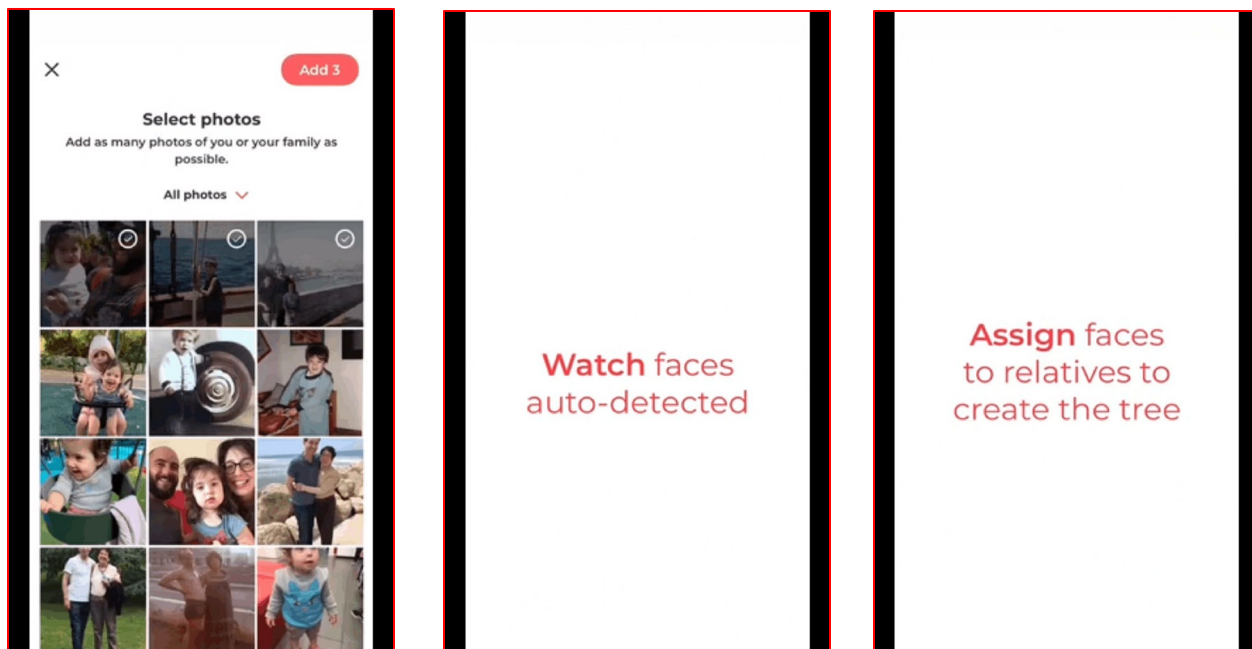 Add 3
Select photos
Add as many photos of you or your family as
possible.
All photos
Watch faces
auto-detected
Assign faces
to relatives to
create the tree